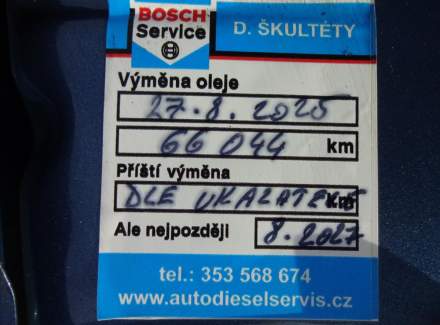 BOSCH
Service
D. ŠKULTÉTY
Výměna oleje
27.8.2025
66 044 km
Příští výměna
DLE UKAZATELE km
Ale nejpozději 8.2027
tel.: 353 568 674
www.autodieselservis.cz